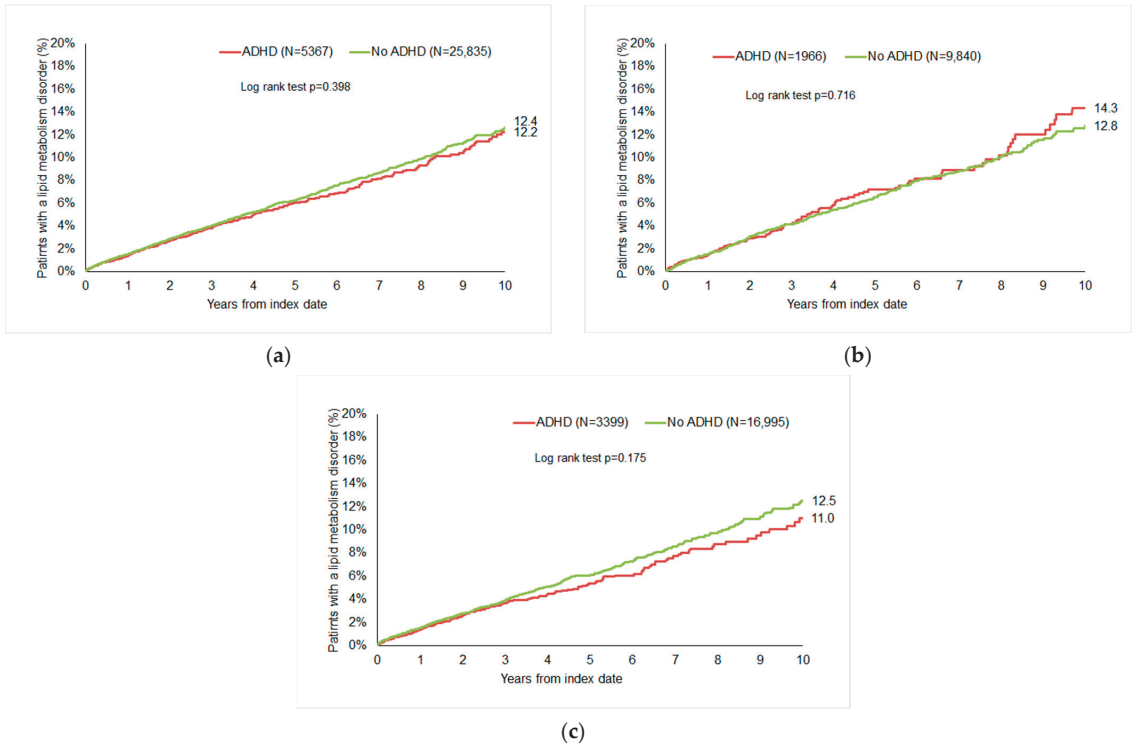 Patirnts with a lipid metabolism disorder (%)
20%
18%
16%
14%
12%
10%
8%
6%
4%
2%
0%
ADHD (N=5367) No ADHD (N=25,835)
Log rank test p=0.398
12.4
12.2
0 1 2 3 4 5 6 7 8 9 10
Years from index date
(a)
Patirnts with a lipid metabolism disorder (%)
20%
18%
16%
14%
12%
10%
8%
6%
4%
2%
0%
ADHD (N=1966) No ADHD (N=9,840)
Log rank test p=0.716
14.3
12.8
0 1 2 3 4 5 6 7 8 9 10
Years from index date
(b)
Patirnts with a lipid metabolism disorder (%)
20%
18%
16%
14%
12%
10%
8%
6%
4%
2%
0%
ADHD (N=3399) No ADHD (N=16,995)
Log rank test p=0.175
12.5
11.0
0 1 2 3 4 5 6 7 8 9 10
Years from index date
(c)